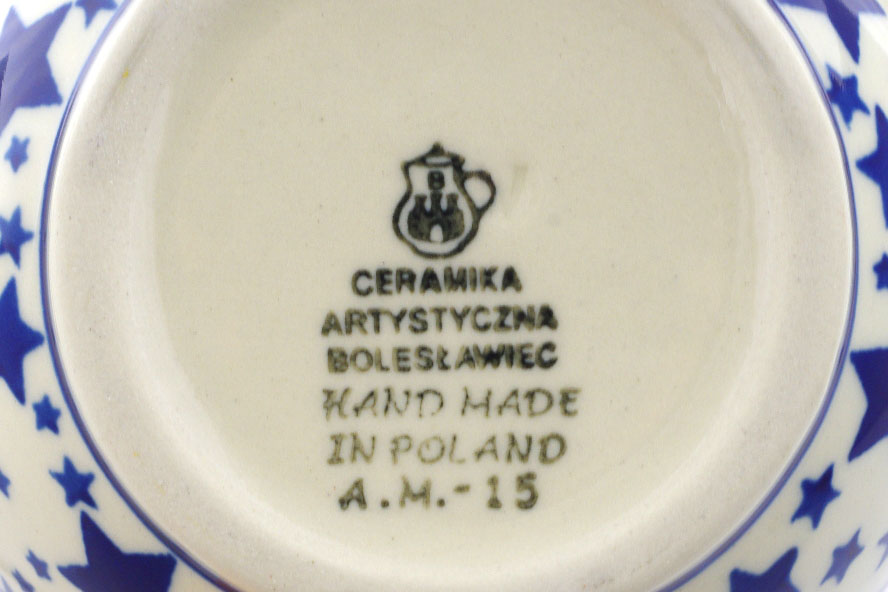 B
CERAMIKA
ARTYSTYCZNA
BOLESŁAWIEC
HAND MADE
IN POLAND
A.M.-15